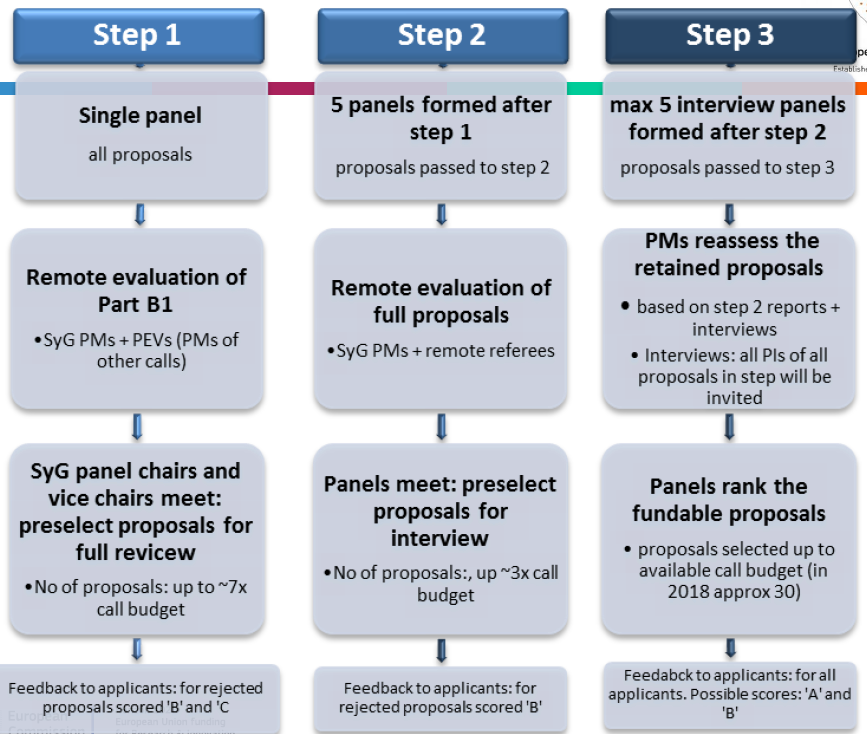 Step 1
Single panel
all proposals
Remote evaluation of
Part B1
•SyG PMs + PEVs (PMs of
other calls)
SyG panel chairs and
vice chairs meet:
preselect proposals for
full revicew
•No of proposals: up to ~7x
call budget
Feedback to applicants: for rejected
proposals scored 'B' and 'C
European
Commission
European Union funding
Step 2
5 panels formed after
step 1
proposals passed to step 2
Remote evaluation of
full proposals
•SyG PMs + remote referees
Panels meet: preselect
proposals for
interview
•No of proposals:, up ~3x call
budget
Feedback to applicants: for
rejected proposals scored 'B'
Step 3
max 5 interview panels
formed after step 2
proposals passed to step 3
PMs reassess the
retained proposals
• based on step 2 reports +
interviews
• Interviews: all PIs of all
proposals in step will be
invited
Panels rank the
fundable proposals
• proposals selected up to
available call budget (in
2018 approx 30)
Feedabck to applicants: for all
applicants. Possible scores: 'A' and
'B'